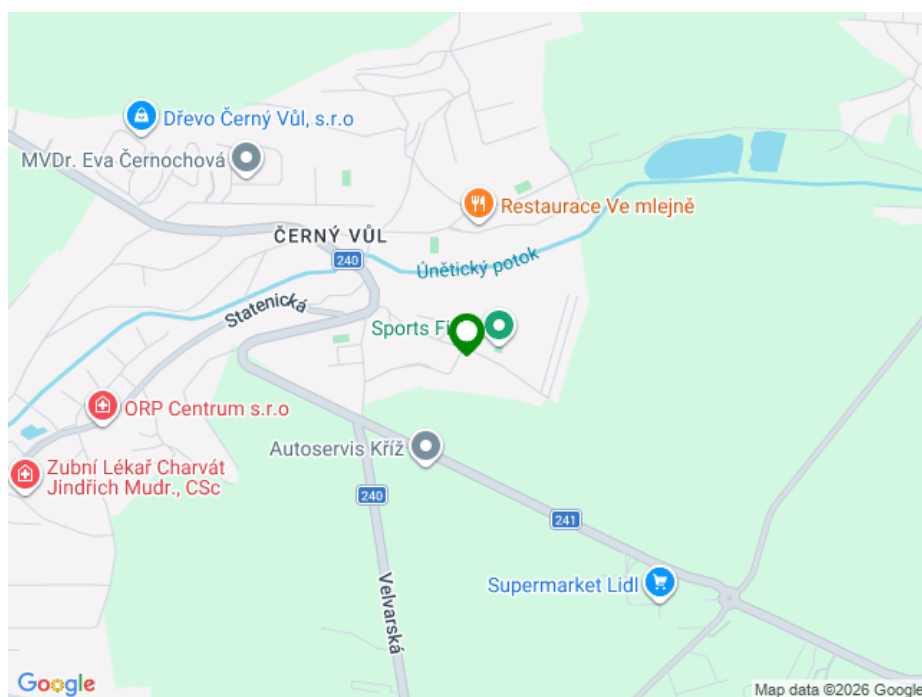 Dřevo Černý Vůl, s.r.o
MVDr. Eva Černochová
Restaurace Ve mlejně
ČERNÝ VŮL
240
Únětický potok
Statenická
Sports Fi
ORP Centrum s.r.o
Autoservis Kříž
Zubní Lékař Charvát
Jindřich Mudr., CSc
240
241
Supermarket Lidl
Velvarská
Google
Map data ©2026 Google